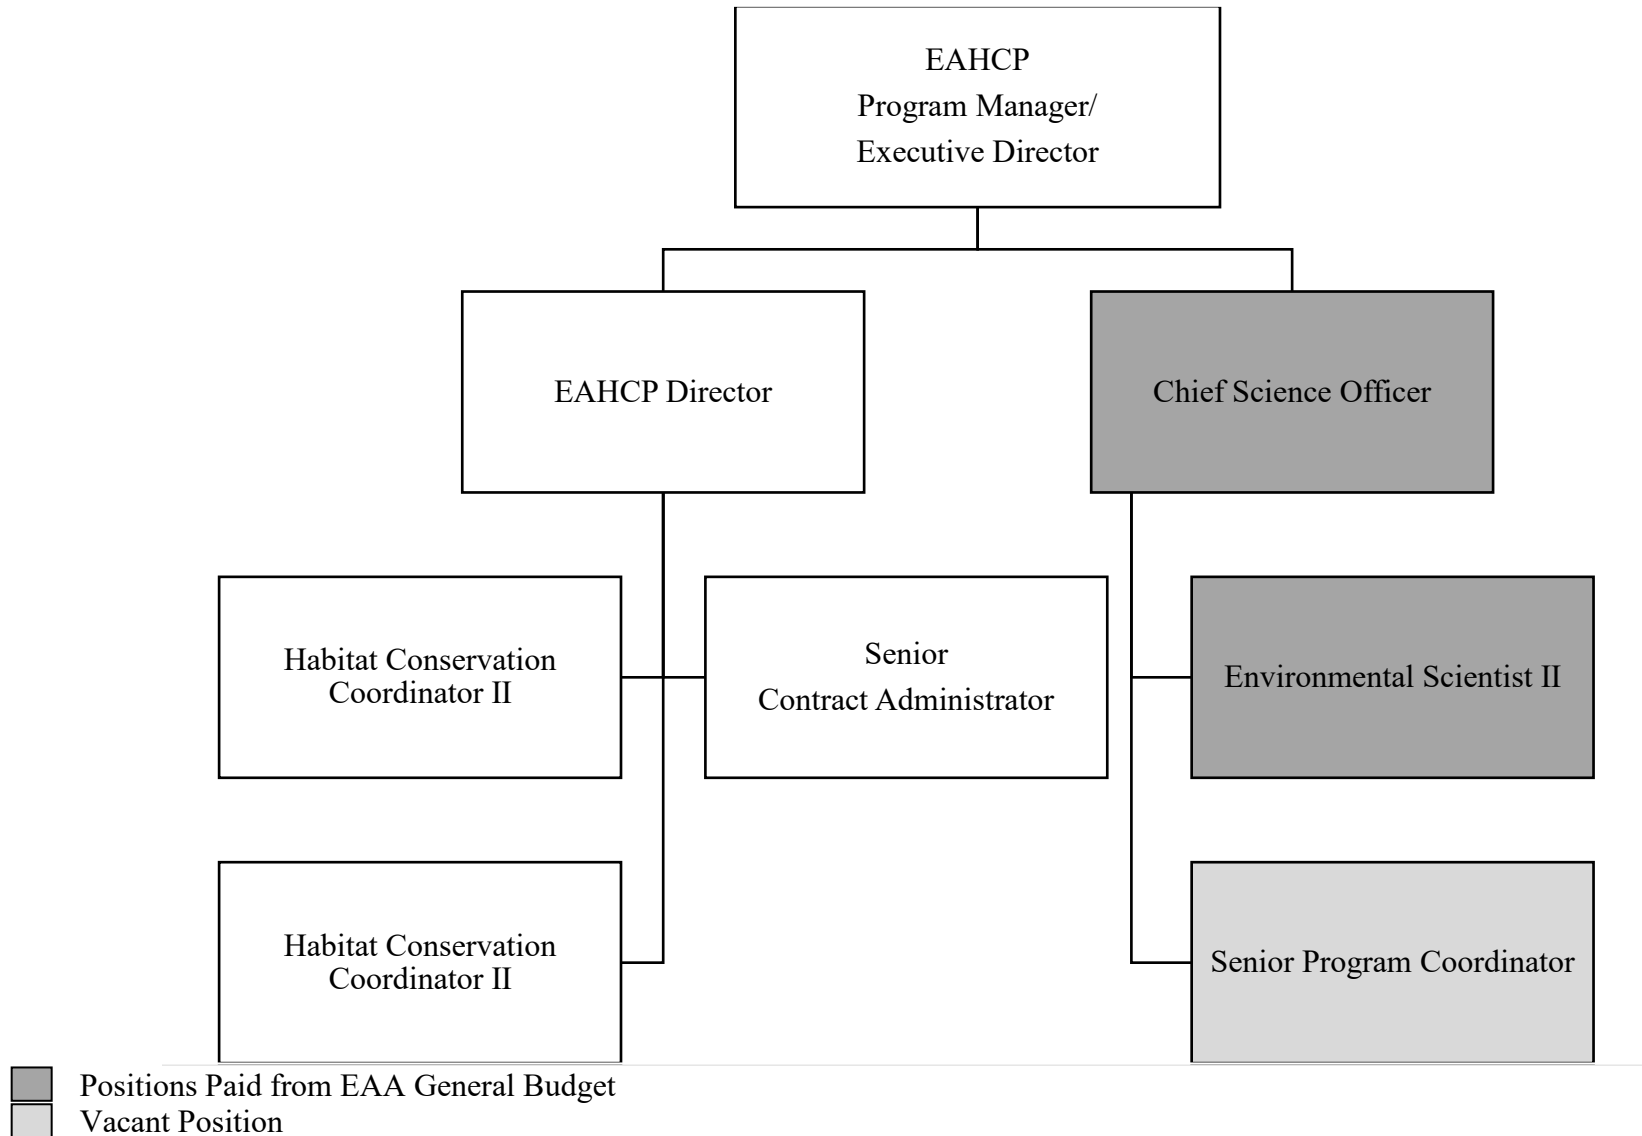 EAHCP
Program Manager/
Executive Director
EAHCP Director
Chief Science Officer
Habitat Conservation
Coordinator II
Senior
Contract Administrator
Environmental Scientist II
Habitat Conservation
Coordinator II
Senior Program Coordinator
Positions Paid from EAA General Budget
Vacant Position